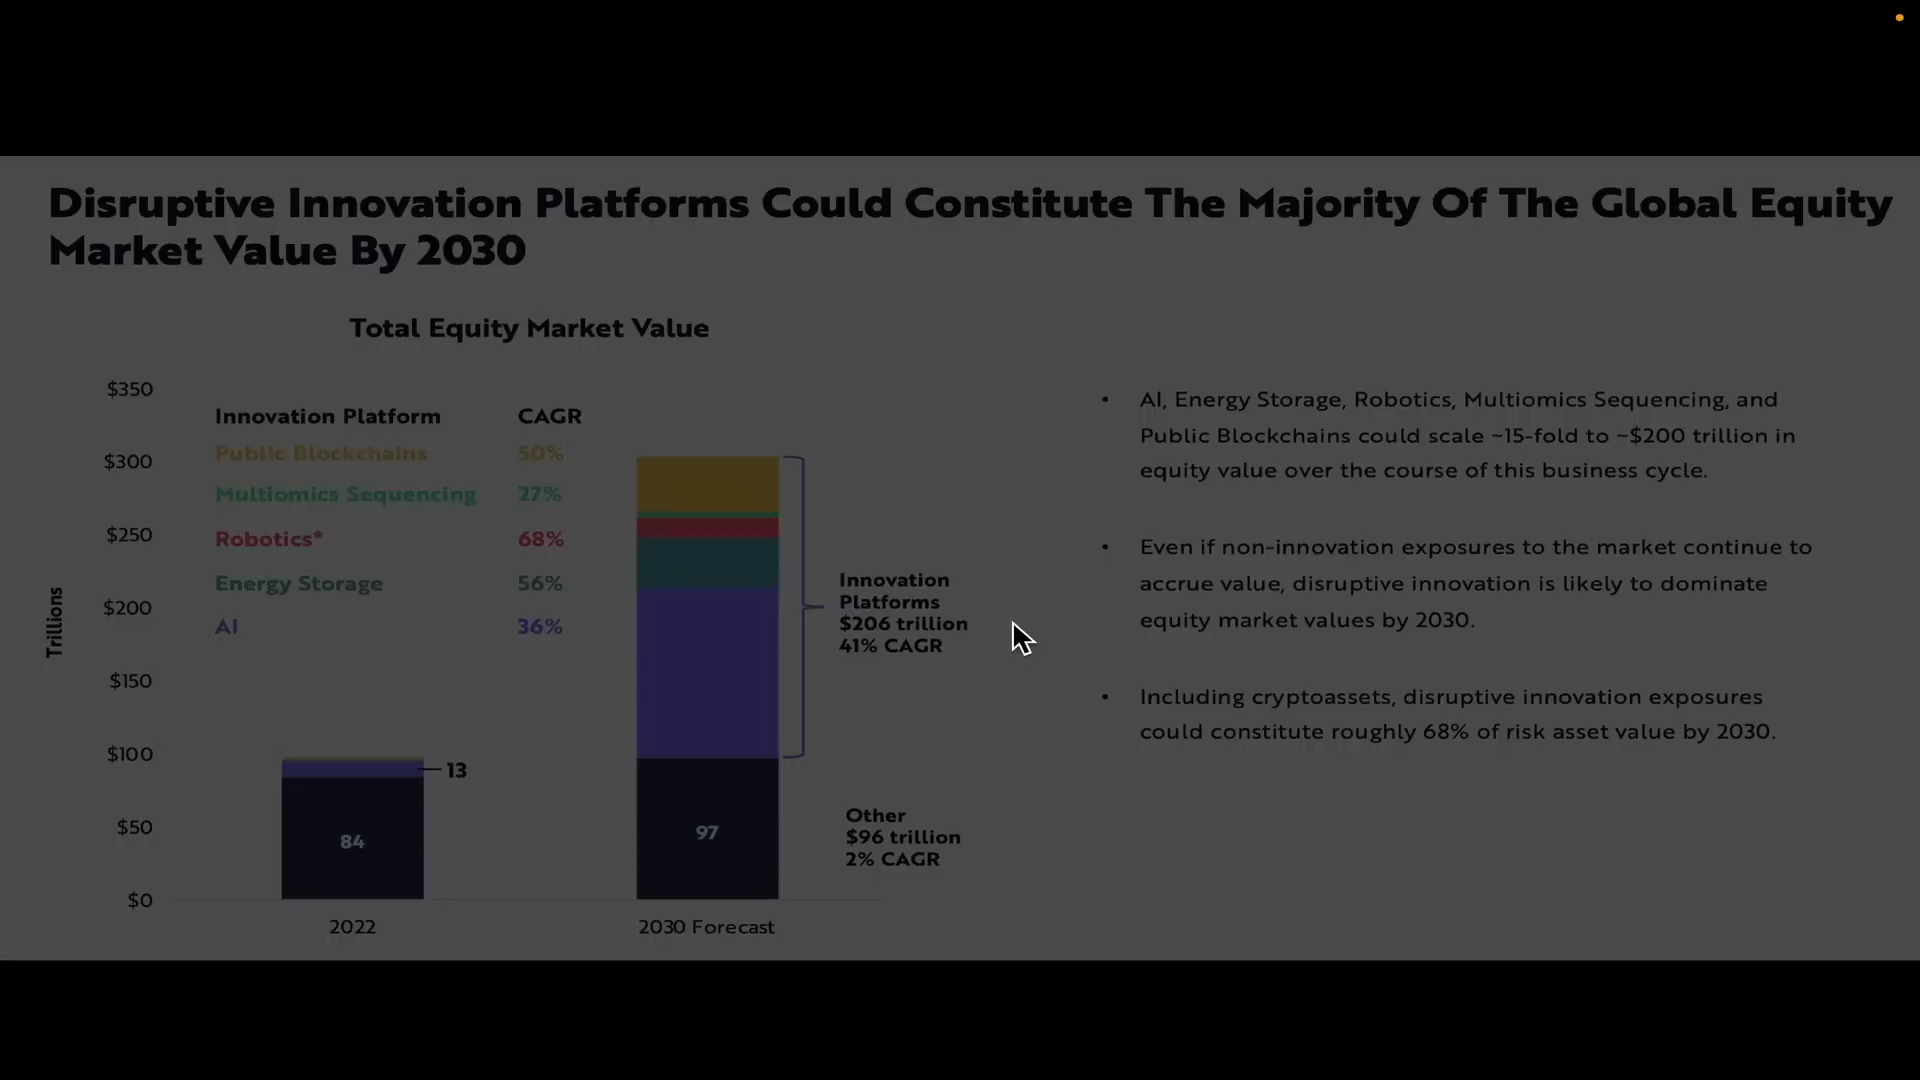 Disruptive Innovation Platforms Could Constitute The Majority Of The Global Equity
Market Value By 2030
Total Equity Market Value
Trillions
$350
$300
$250
$200
$150
$100
$50
$0
Innovation Platform CAGR
Public Blockchains 50%
Multiomics Sequencing 27%
Robotics* 68%
Energy Storage 56%
AI 36%
13
84
97
2022
2030 Forecast
Innovation
Platforms
$206 trillion
41% CAGR
Other
$96 trillion
2% CAGR
• AI, Energy Storage, Robotics, Multiomics Sequencing, and
Public Blockchains could scale ~15-fold to ~$200 trillion in
equity value over the course of this business cycle.
• Even if non-innovation exposures to the market continue to
accrue value, disruptive innovation is likely to dominate
equity market values by 2030.
• Including cryptoassets, disruptive innovation exposures
could constitute roughly 68% of risk asset value by 2030.